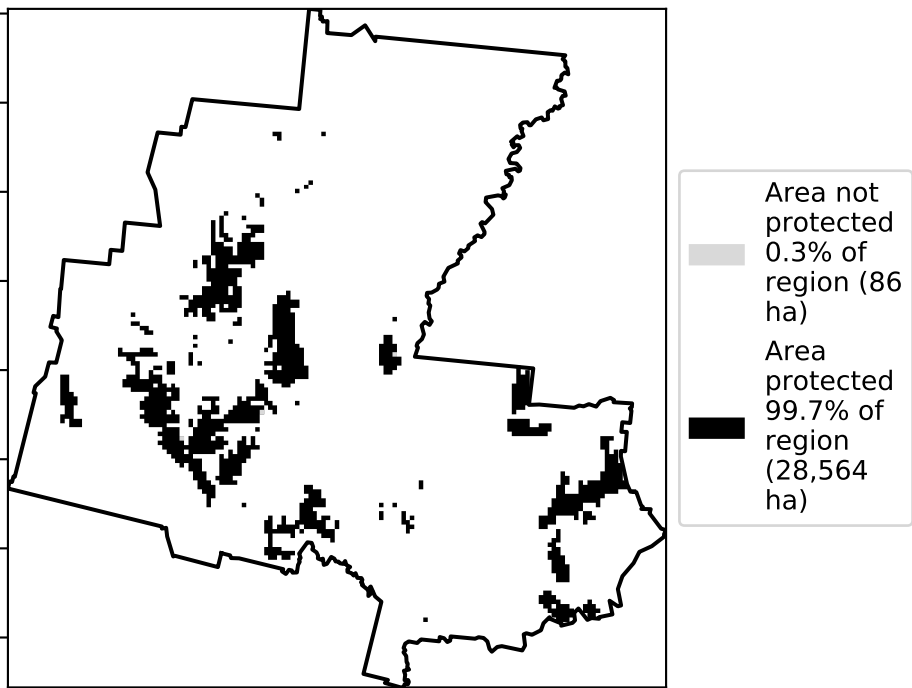 Area not
protected
0.3% of
region (86
ha)
Area
protected
99.7% of
region
(28,564
ha)